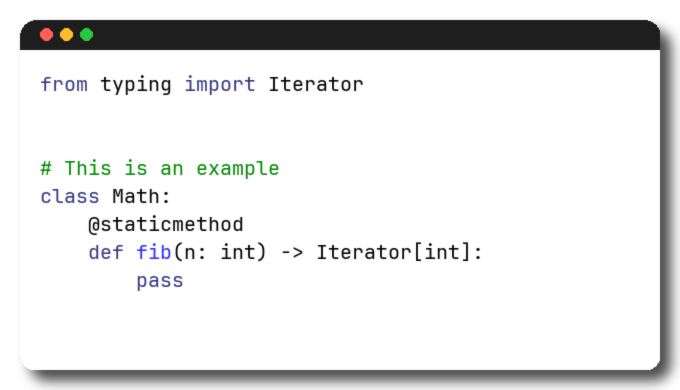 from typing import Iterator
# This is an example
class Math:
    @staticmethod
    def fib(n: int) -> Iterator[int]:
        pass